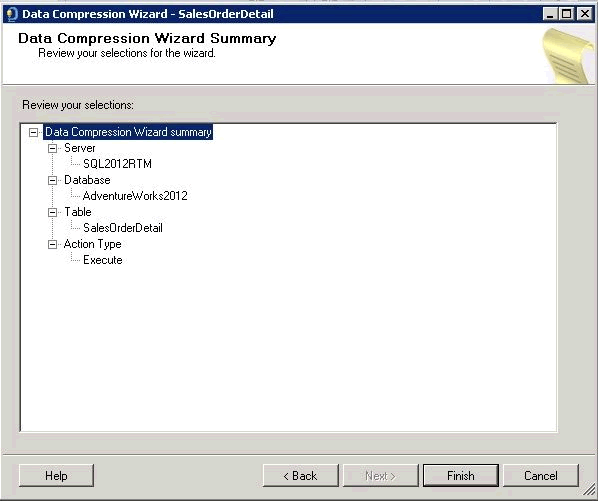 Data Compression Wizard - SalesOrderDetail
Data Compression Wizard Summary
Review your selections for the wizard.
Review your selections:
Data Compression Wizard summary
Server
SQL2012RTM
Database
AdventureWorks2012
Table
SalesOrderDetail
Action Type
Execute
Help
< Back
Next >
Finish
Cancel